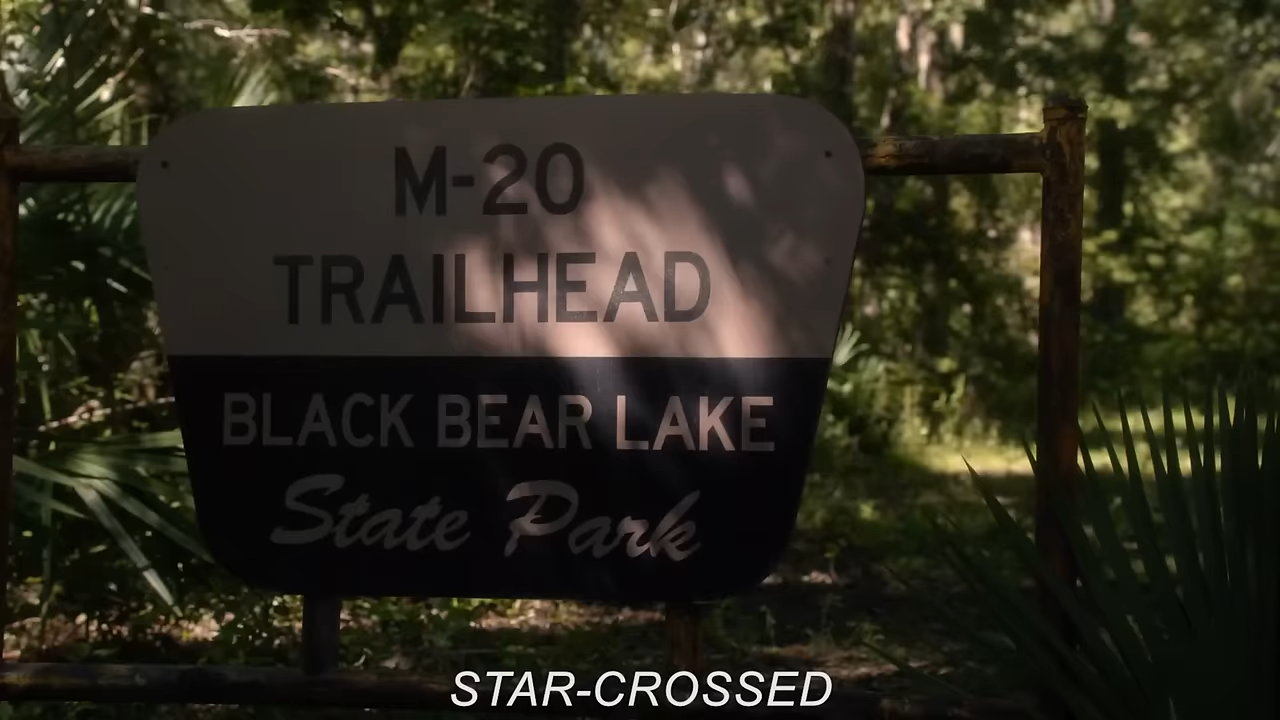 M-20
TRAILHEAD
BLACK BEAR LAKE
State Park
STAR-CROSSED